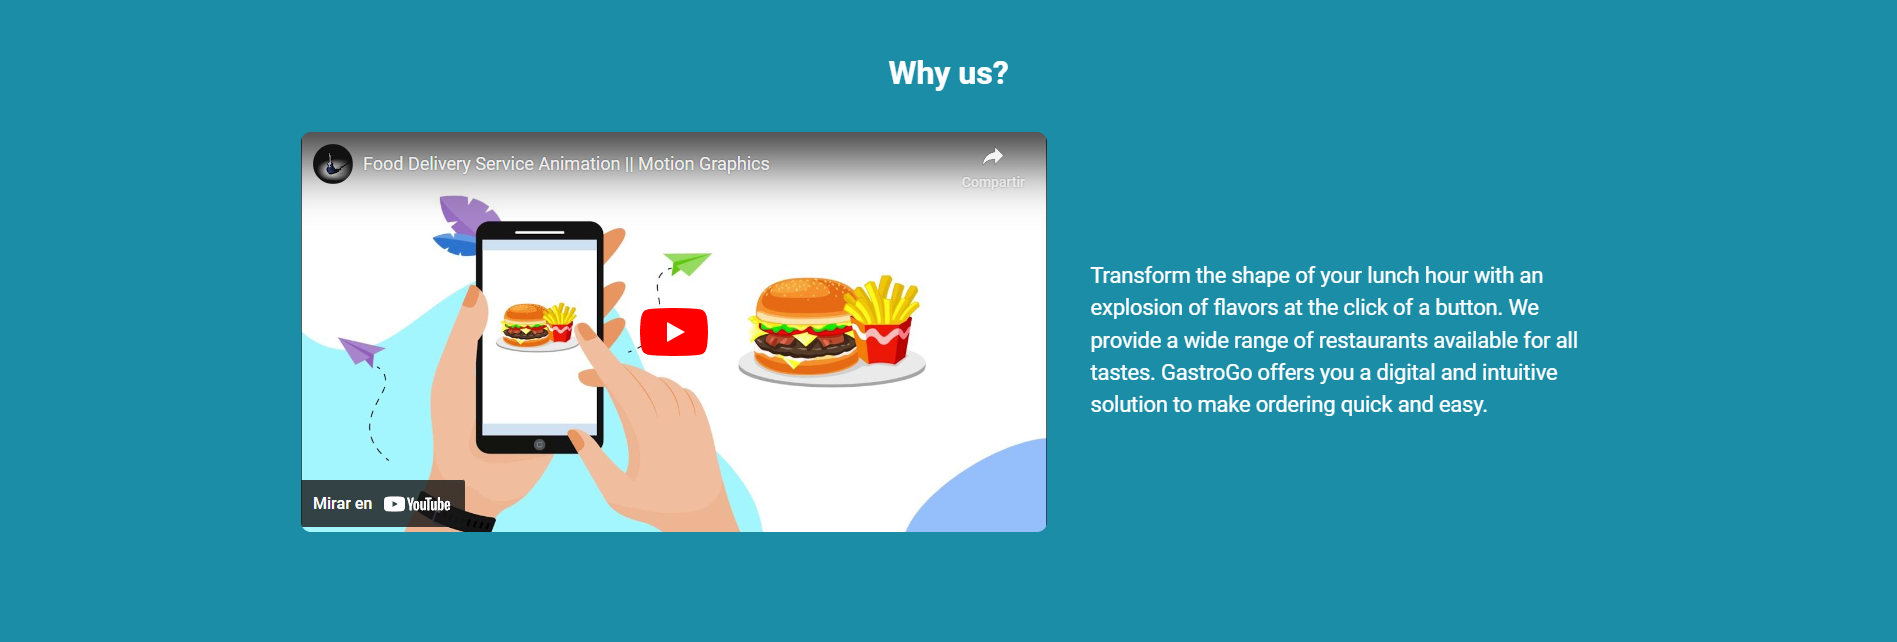 Why us?
Food Delivery Service Animation || Motion Graphics
Compartir
Transform the shape of your lunch hour with an
explosion of flavors at the click of a button. We
provide a wide range of restaurants available for all
tastes. GastroGo offers you a digital and intuitive
solution to make ordering quick and easy.
Mirar en YouTube